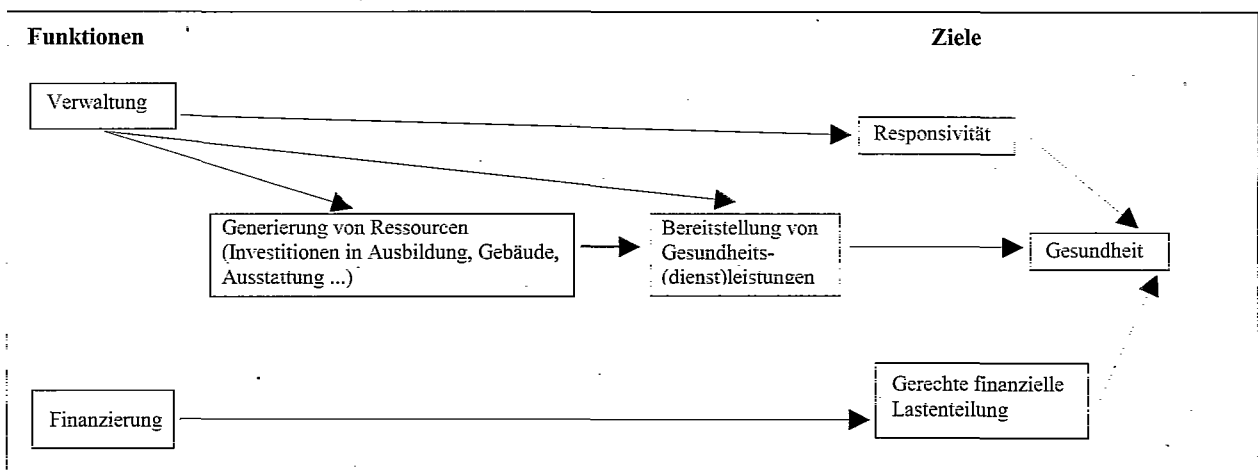 Funktionen
Ziele
Verwaltung
Responsivität
Generierung von Ressourcen
(Investitionen in Ausbildung, Gebäude,
Ausstattung ...)
Bereitstellung von
Gesundheits-
(dienst)leistungen
Gesundheit
Finanzierung
Gerechte finanzielle
Lastenteilung